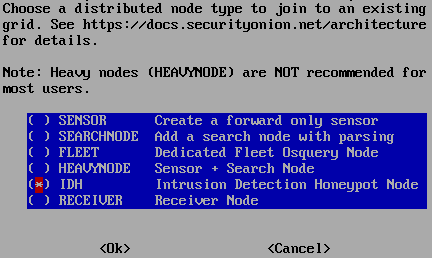 Choose a distributed node type to join to an existing
grid. See https://docs.securityonion.net/architecture
for details.
Note: Heavy nodes (HEAVYNODE) are NOT recommended for
most users.
( ) SENSOR Create a forward only sensor
( ) SEARCHNODE Add a search node with parsing
( ) FLEET Dedicated Fleet Osquery Node
( ) HEAVYNODE Sensor + Search Node
(*) IDH Intrusion Detection Honeypot Node
( ) RECEIVER Receiver Node
<Ok> <Cancel>